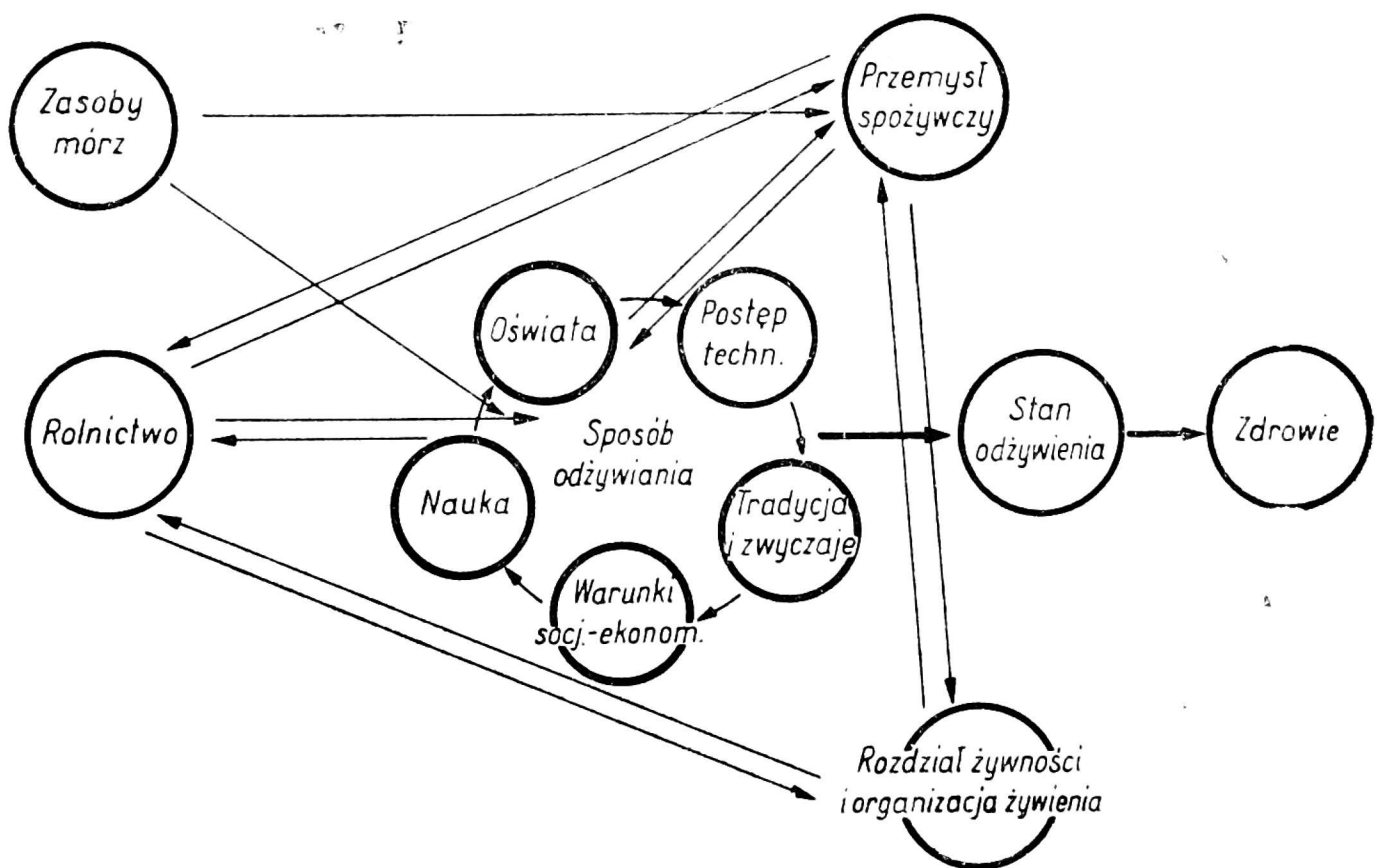 Zasoby
mórz
Przemysł
spożywczy
Oświata
Postęp
techn.
Rolnictwo
Sposób
odżywiania
Stan
odżywienia
Zdrowie
Nauka
Tradycja
i zwyczaje
Warunki
socj.-ekonom.
Rozdział żywności
i organizacja żywienia